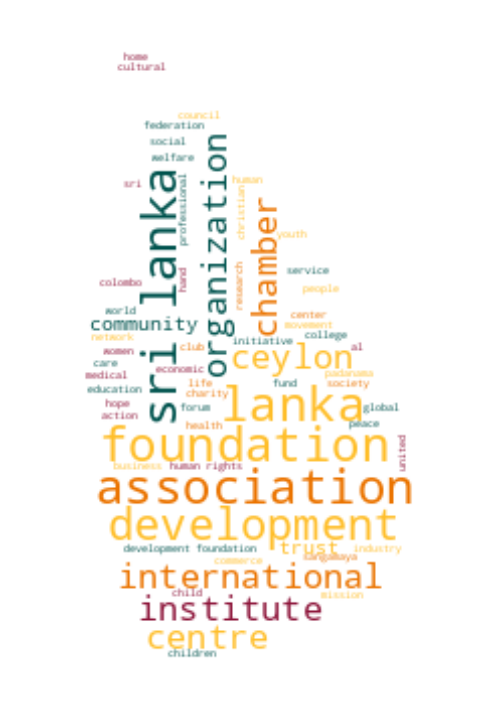 home
cultural
council
federation
social
welfare
sri
sri lanka
professional
organization
human
christian
chamber
youth
research
hand
service
colombo
people
world
center
community
movement
network
college
initiative
women
club
al
ceylon
care
economic
medical
padanama
education
life
fund
society
charity
hope
forum
lanka
global
action
health
peace
foundation
united
business
human rights
association
development
development foundation
trust
industry
sangamaya
commerce
international
child
mission
institute
centre
children